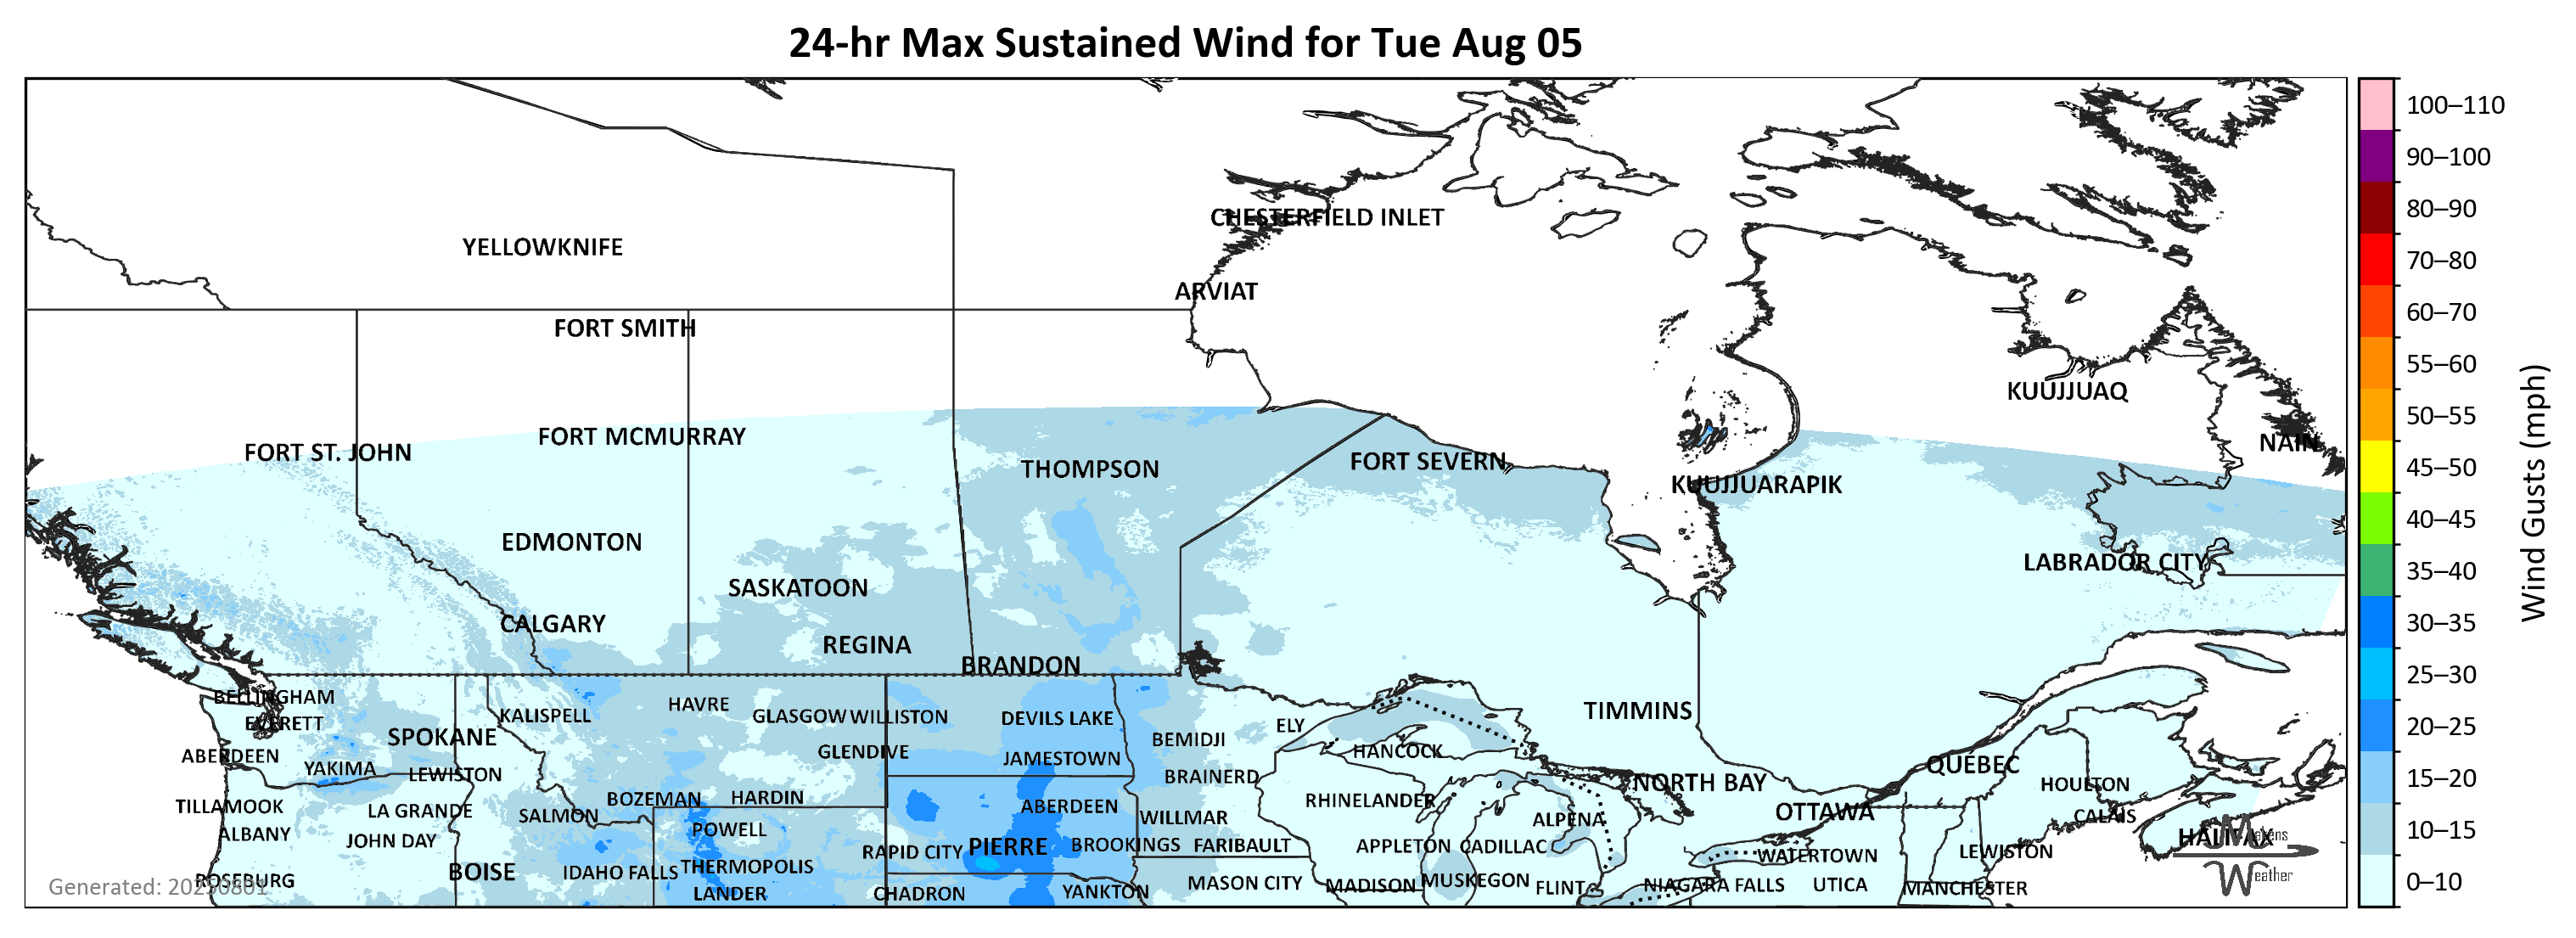 24-hr Max Sustained Wind for Tue Aug 05
100–110
90–100
80–90
70–80
60–70
55–60
50–55
45–50
40–45
35–40
30–35
25–30
20–25
15–20
10–15
0–10
Wind Gusts (mph)
CHESTERFIELD INLET
YELLOWKNIFE
ARVIAT
FORT SMITH
KUUJJUAQ
FORT MCMURRAY
NAIN
FORT ST. JOHN
FORT SEVERN
THOMPSON
KUUJJUARAPIK
EDMONTON
LABRADOR CITY
SASKATOON
CALGARY
REGINA
BRANDON
BELLINGHAM
HAVRE
TIMMINS
KALISPELL
GLASGOW
WILLISTON
DEVILS LAKE
EVERETT
ELY
SPOKANE
BEMIDJI
HANCOCK
GLENDIVE
ABERDEEN
JAMESTOWN
QUÉBEC
YAKIMA
LEWISTON
BRAINERD
NORTH BAY
HOULTON
BOZEMAN
HARDIN
RHINELANDER
TILLAMOOK
ABERDEEN
LA GRANDE
OTTAWA
SALMON
CALAIS
WILLMAR
ALPENA
POWELL
ALBANY
HALIFAX
Makens
Weather
JOHN DAY
BROOKINGS
FARIBAULT
APPLETON
CADILLAC
PIERRE
RAPID CITY
LEWISTON
WATERTOWN
THERMOPOLIS
BOISE
IDAHO FALLS
ROSEBURG
MUSKEGON
MASON CITY
MADISON
NIAGARA FALLS
UTICA
FLINT
MANCHESTER
YANKTON
LANDER
CHADRON
Generated: 20250801